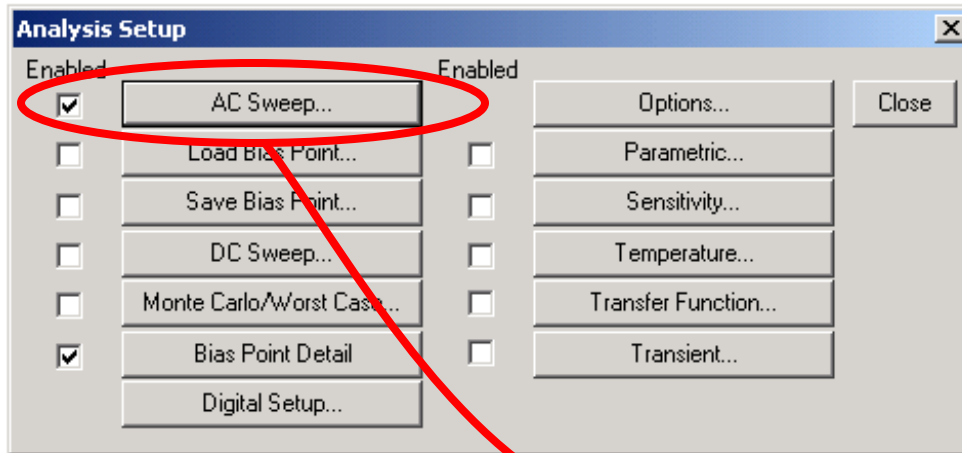 Analysis Setup
Enabled
Enabled
AC Sweep...
Options...
Close
Load Bias Point...
Parametric...
Save Bias Point...
Sensitivity...
DC Sweep...
Temperature...
Monte Carlo/Worst Case...
Transfer Function...
Bias Point Detail
Transient...
Digital Setup...